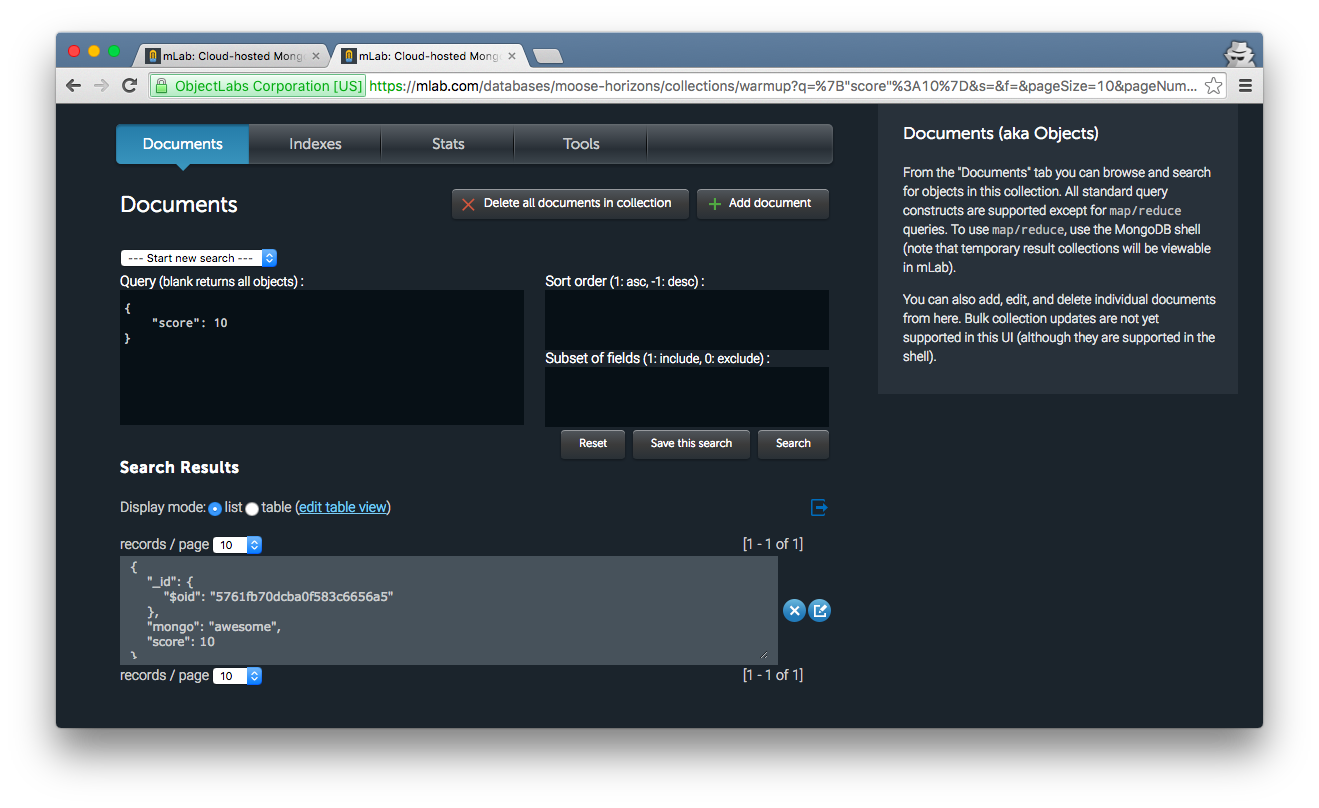 mLab: Cloud-hosted Mong
mLab: Cloud-hosted Mong
ObjectLabs Corporation [US] https://mlab.com/databases/moose-horizons/collections/warmup?q=%7B"score"%3A10%7D&s=&f=&pageSize=10&pageNum...
Documents Indexes Stats Tools
Documents
Delete all documents in collection
Add document
--- Start new search ---
Query (blank returns all objects) :
{
"score": 10
}
Sort order (1: asc, -1: desc) :
Subset of fields (1: include, 0: exclude) :
Reset Save this search Search
Search Results
Display mode: list table (edit table view)
records / page 10 [1 - 1 of 1]
{
"_id": {
"$oid": "5761fb70dcba0f583c6656a5"
},
"mongo": "awesome",
"score": 10
}
records / page 10 [1 - 1 of 1]
Documents (aka Objects)
From the "Documents" tab you can browse and search
for objects in this collection. All standard query
constructs are supported except for map/reduce
queries. To use map/reduce, use the MongoDB shell
(note that temporary result collections will be viewable
in mLab).
You can also add, edit, and delete individual documents
from here. Bulk collection updates are not yet
supported in this UI (although they are supported in the
shell).